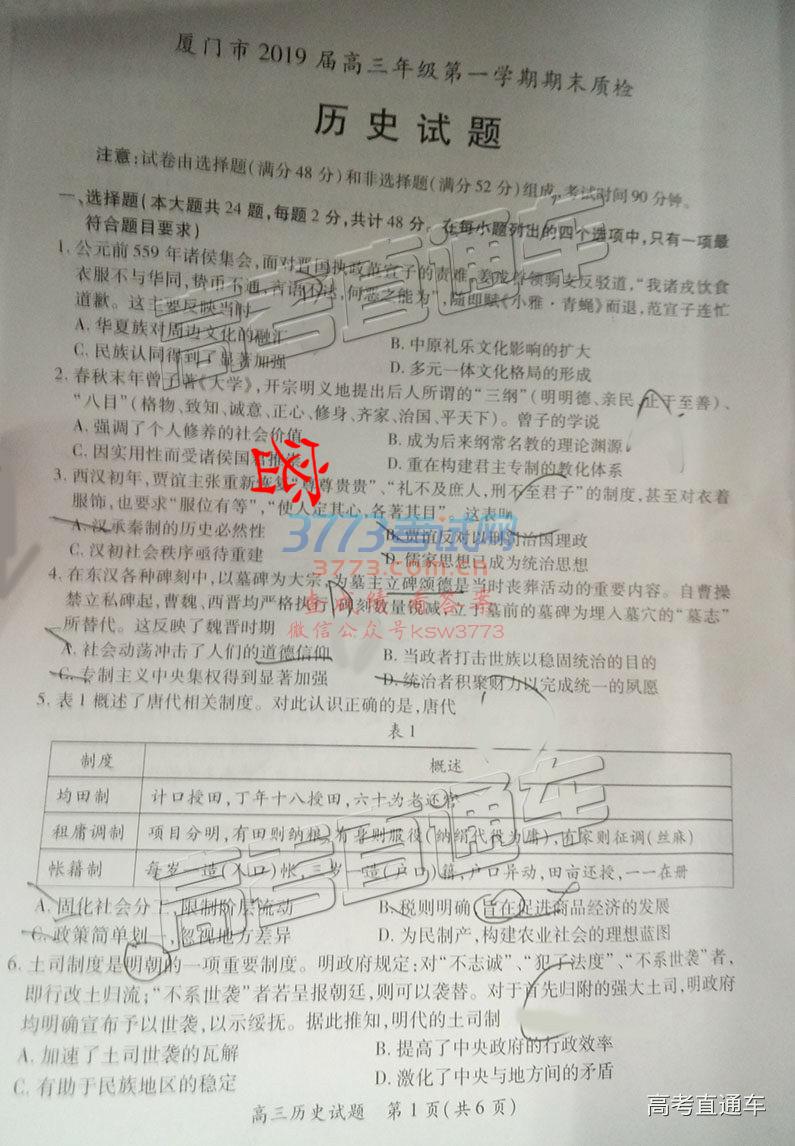 厦门市2019届高三年级第一学期期末质检
历史试题
注意:试卷由选择题(满分48分)和非选择题(满分52分)组成,考试时间90分钟。
一、选择题(本大题共24题,每题2分,共计48分。在每小题列出的四个选项中,只有一项最
符合题目要求)
1.公元前559年诸侯集会,面对晋国执政范宣子的责难,姜戎首领驹支反驳道,“我诸戎饮食
衣服不与华同,贽币不通,言语不达,何恶之能为”,随即赋《小雅·青蝇》而退,范宣子连忙
道歉。这主要反映当时
A.华夏族对周边文化的融汇
B.中原礼乐文化影响的扩大
C.民族认同得到了显著加强
D.多元一体文化格局的形成
2.春秋末年曾子著《大学》,开宗明义地提出后人所谓的“三纲”(明明德、亲民、止于至善)、
“八目”(格物、致知、诚意、正心、修身、齐家、治国、平天下)。曾子的学说
A.强调了个人修养的社会价值
B.成为后来纲常名教的理论渊源
C.因实用性而受诸侯国君推崇
D.重在构建君主专制的教化体系
3.西汉初年,贾谊主张重新恢复“尊尊贵贵”、“礼不及庶人,刑不至君子”的制度,甚至对衣着
服饰,也要求“服位有等”,“使人定其心,各著其目”。这表明
A.汉承秦制的历史必然性
B.贾谊反对以刑罚治国理政
C.汉初社会秩序亟待重建
D.儒家思想已成为统治思想
3773考试网
www.3773.com.cn
查成绩 看答案
微信公众号ksw3773
4.在东汉各种碑刻中,以墓碑为大宗,为墓主立碑颂德是当时丧葬活动的重要内容。自曹操
禁立私碑起,曹魏、西晋均严格执行,碑刻数量锐减,立于墓前的墓碑为埋入墓穴的“墓志”
所替代。这反映了魏晋时期
A.社会动荡冲击了人们的道德信仰
B.当政者打击世族以稳固统治的目的
C.专制主义中央集权得到显著加强
D.统治者积聚财力以完成统一的夙愿
5.表1概述了唐代相关制度。对此认识正确的是,唐代
表1
制度 概述
均田制 计口授田,丁年十八授田,六十为老还官
租庸调制 项目分明,有田则纳租,有身则服役(纳绢代役为庸),有家则征调(丝麻)
帐籍制 每岁一造(人口)帐,三岁一造(户口)籍,户口异动,田亩还授,一一在册
A.固化社会分工,限制阶层流动
B.税则明确,旨在促进商品经济的发展
C.政策简单划一,忽视地方差异
D.为民制产,构建农业社会的理想蓝图
6.土司制度是明朝的一项重要制度。明政府规定:对“不志诚”、“犯了法度”、“不系世袭”者,
即行改土归流;“不系世袭”者若呈报朝廷,则可以袭替。对于首先归附的强大土司,明政府
均明确宣布予以世袭,以示绥抚。据此推知,明代的土司制
A.加速了土司世袭的瓦解
B.提高了中央政府的行政效率
C.有助于民族地区的稳定
D.激化了中央与地方间的矛盾
高三历史试题 第1页(共6页)
高考直通车
高考直通车
高考直通车